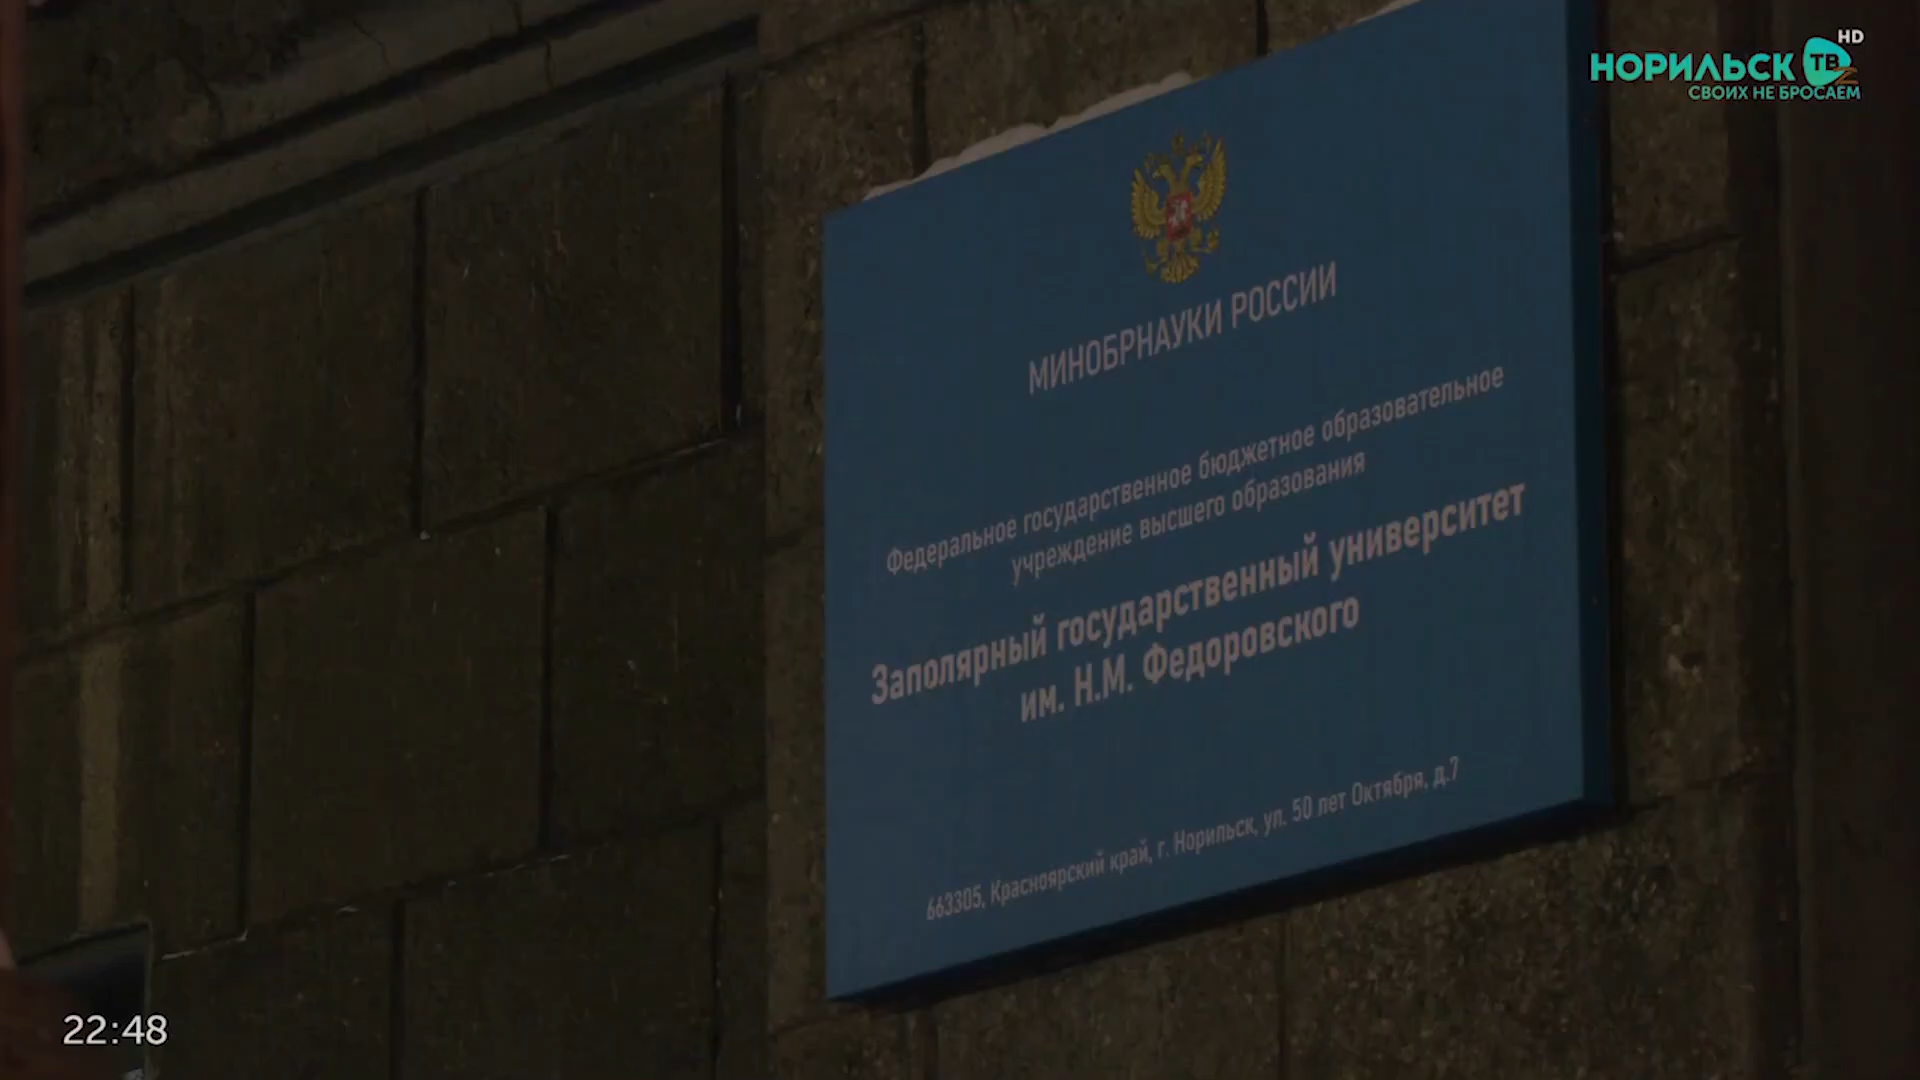 HD
НОРИЛЬСК ТВ
СВОИХ НЕ БРОСАЕМ
МИНОБРНАУКИ РОССИИ
Федеральное государственное бюджетное образовательное
учреждение высшего образования
Заполярный государственный университет
им. Н.М. Федоровского
663305, Красноярский край, г. Норильск, ул. 50 лет Октября, д.7
22:48